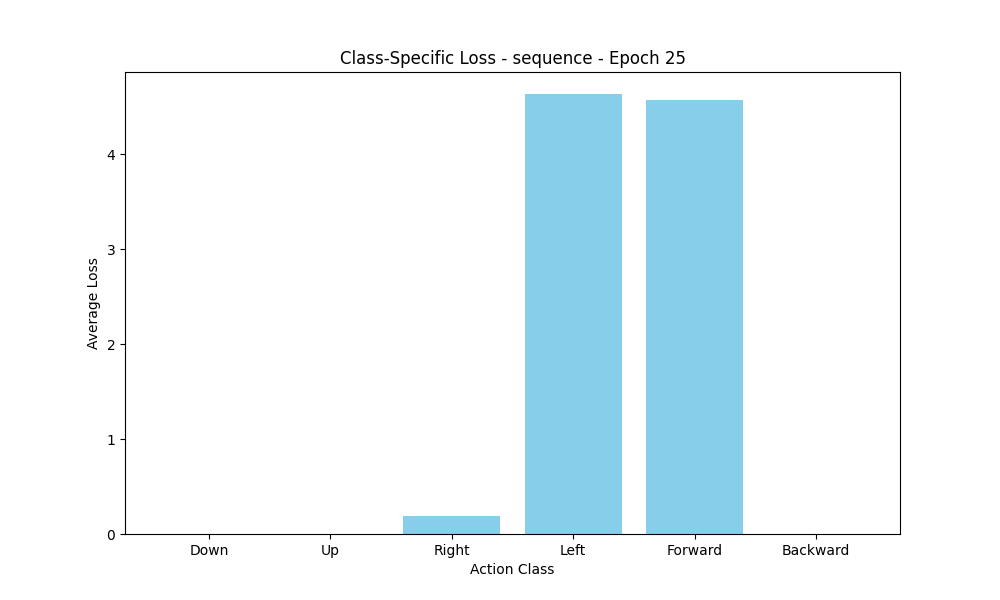 Class-Specific Loss - sequence - Epoch 25
4
3
2
1
0
Average Loss
Down Up Right Left Forward Backward
Action Class